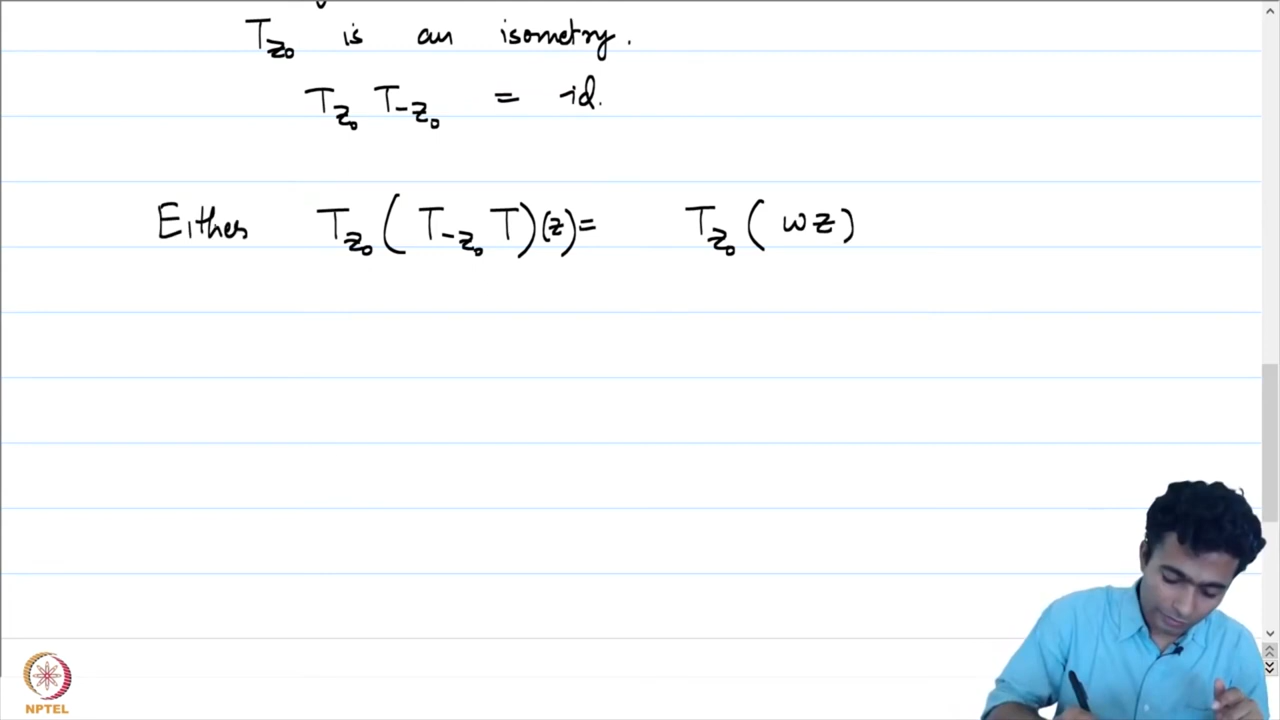 T_{z_0} is an isometry.
T_{z_0} T_{-z_0} = id.
Either T_{z_0} ( T_{-z_0} T ) (z) = T_{z_0} ( ωz )
NPTEL